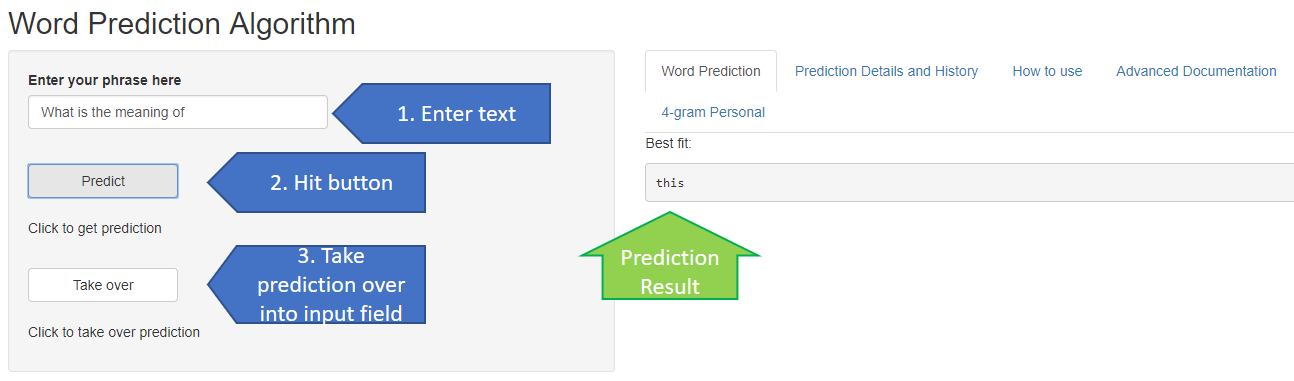 Word Prediction Algorithm
Enter your phrase here
What is the meaning of
1. Enter text
Predict
2. Hit button
Click to get prediction
Take over
3. Take
prediction over
into input field
Click to take over prediction
Word Prediction
Prediction Details and History
How to use
Advanced Documentation
4-gram Personal
Best fit:
this
Prediction
Result